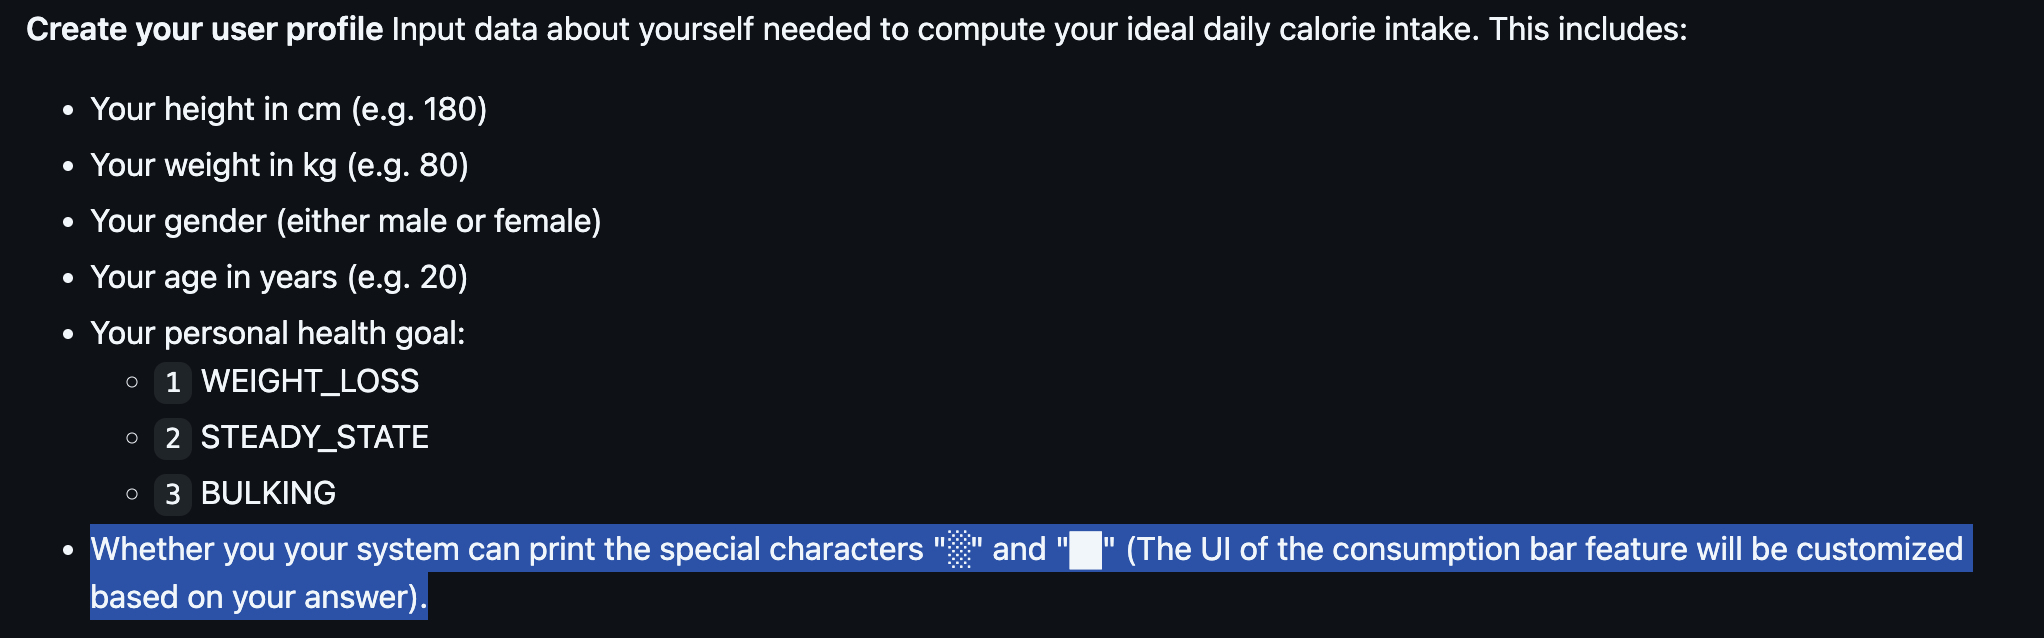 Create your user profile Input data about yourself needed to compute your ideal daily calorie intake. This includes:
• Your height in cm (e.g. 180)
• Your weight in kg (e.g. 80)
• Your gender (either male or female)
• Your age in years (e.g. 20)
• Your personal health goal:
○ 1 WEIGHT_LOSS
○ 2 STEADY_STATE
○ 3 BULKING
• Whether you your system can print the special characters "░" and "█" (The UI of the consumption bar feature will be customized
based on your answer).